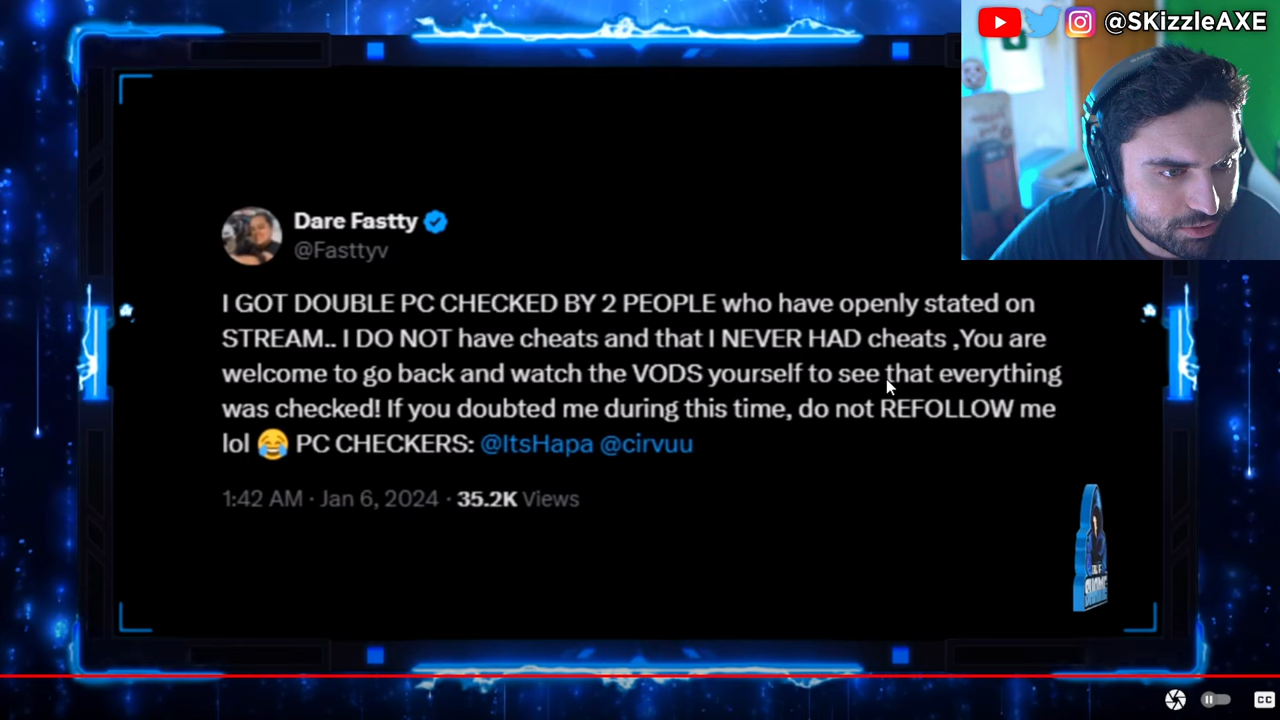 @SKizzleAXE
Dare Fastty
@Fasttyv
I GOT DOUBLE PC CHECKED BY 2 PEOPLE who have openly stated on
STREAM.. I DO NOT have cheats and that I NEVER HAD cheats ,You are
welcome to go back and watch the VODS yourself to see that everything
was checked! If you doubted me during this time, do not REFOLLOW me
lol 😂 PC CHECKERS: @ItsHapa @cirvuu
1:42 AM · Jan 6, 2024 · 35.2K Views
CC